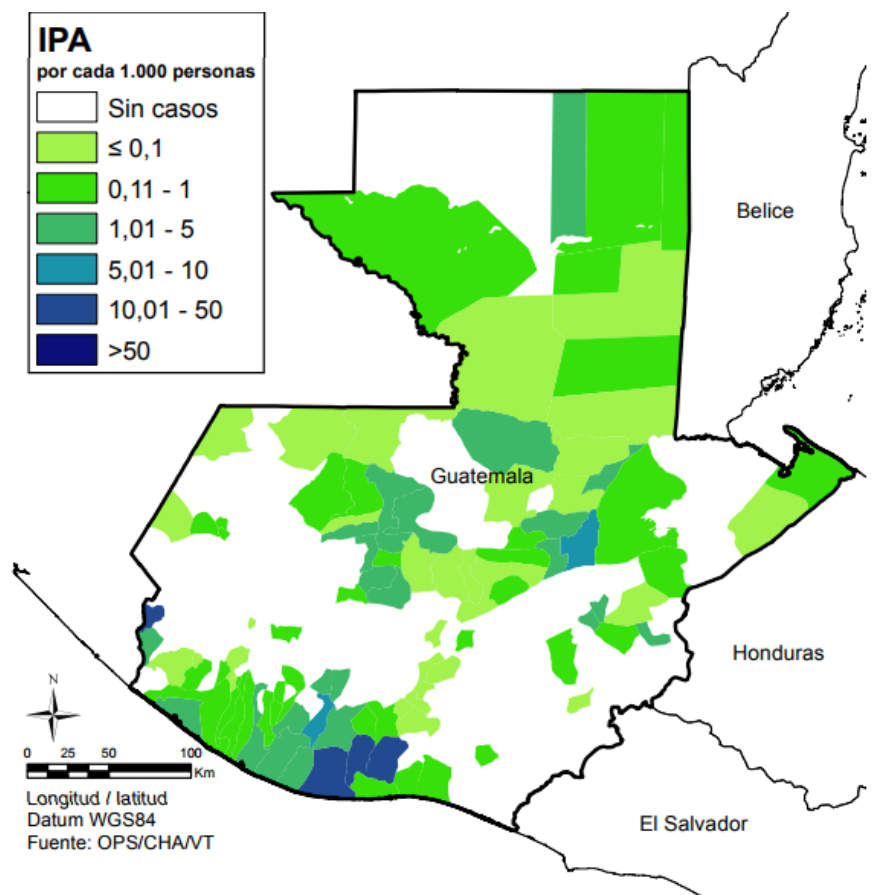 IPA
por cada 1.000 personas
Sin casos
≤ 0,1
0,11 - 1
1,01 - 5
5,01 - 10
10,01 - 50
>50
Belice
Guatemala
Honduras
El Salvador
N
0 25 50 100
Km
Longitud / latitud
Datum WGS84
Fuente: OPS/CHA/VT